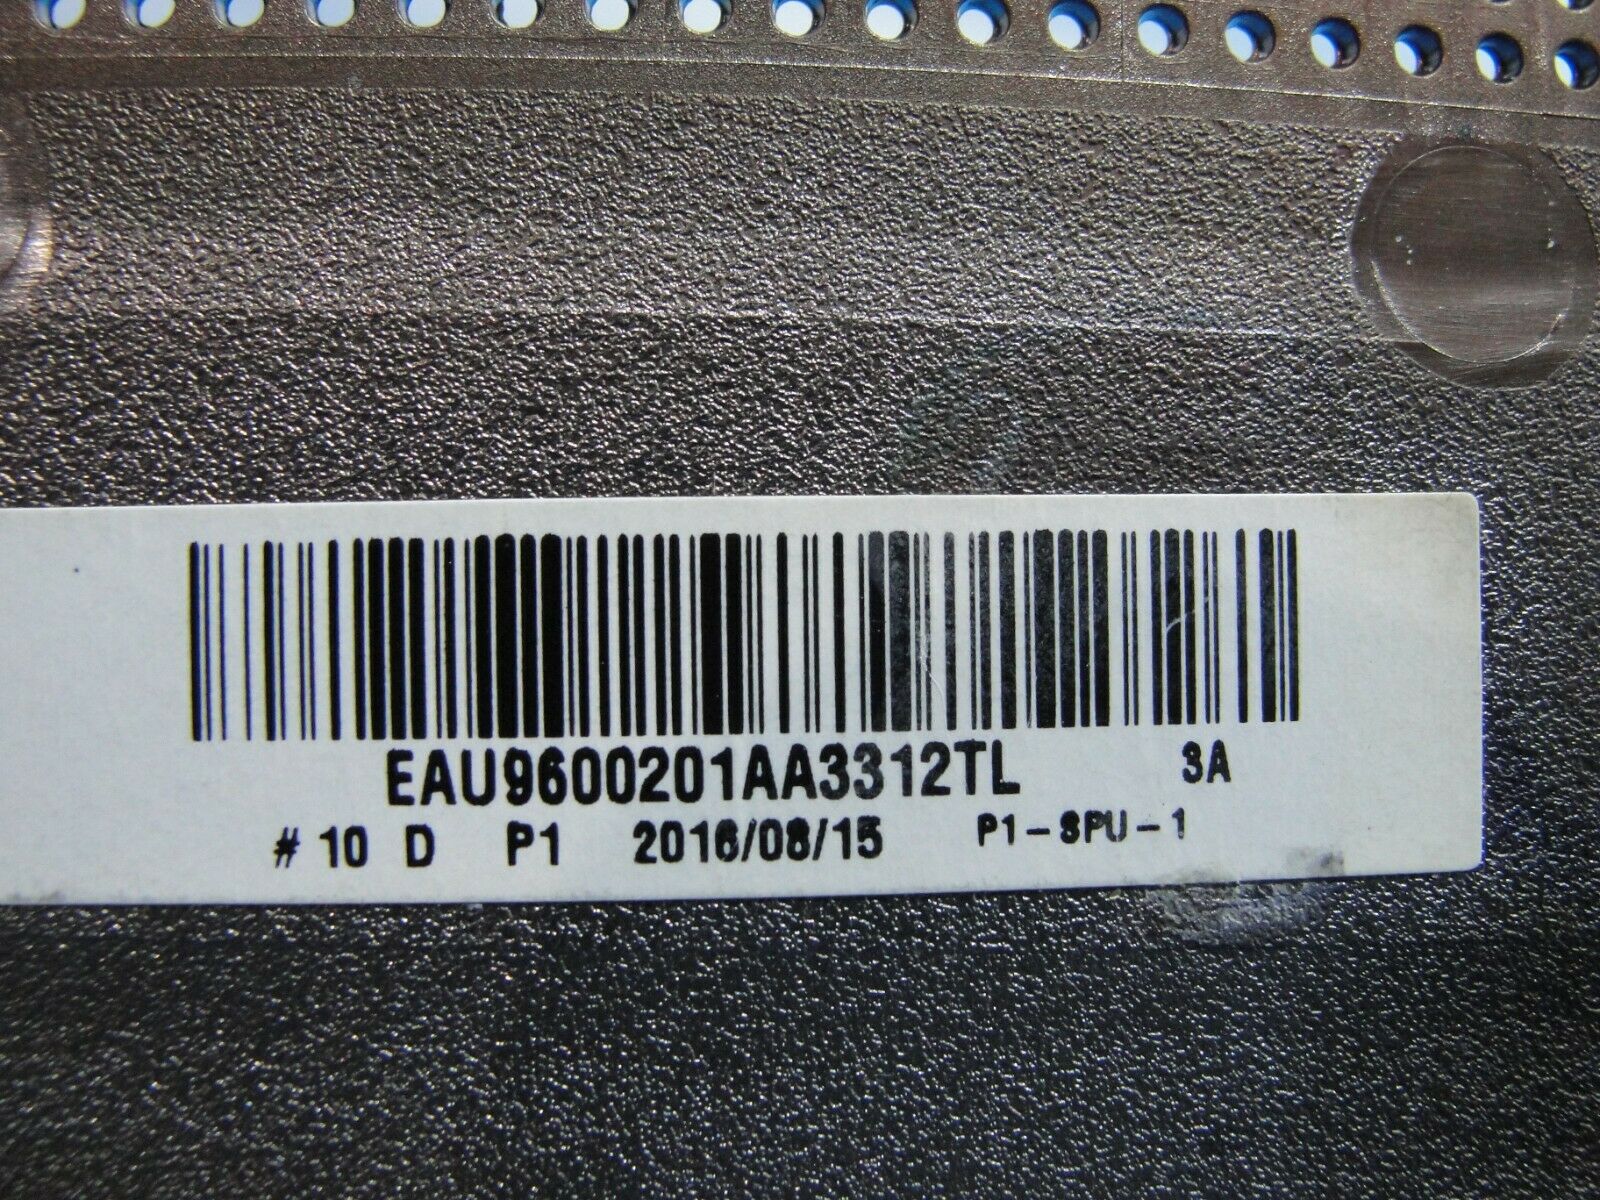 EAU9600201AA3312TL 3A
#10 D P1 2016/08/15 P1-SPU-1